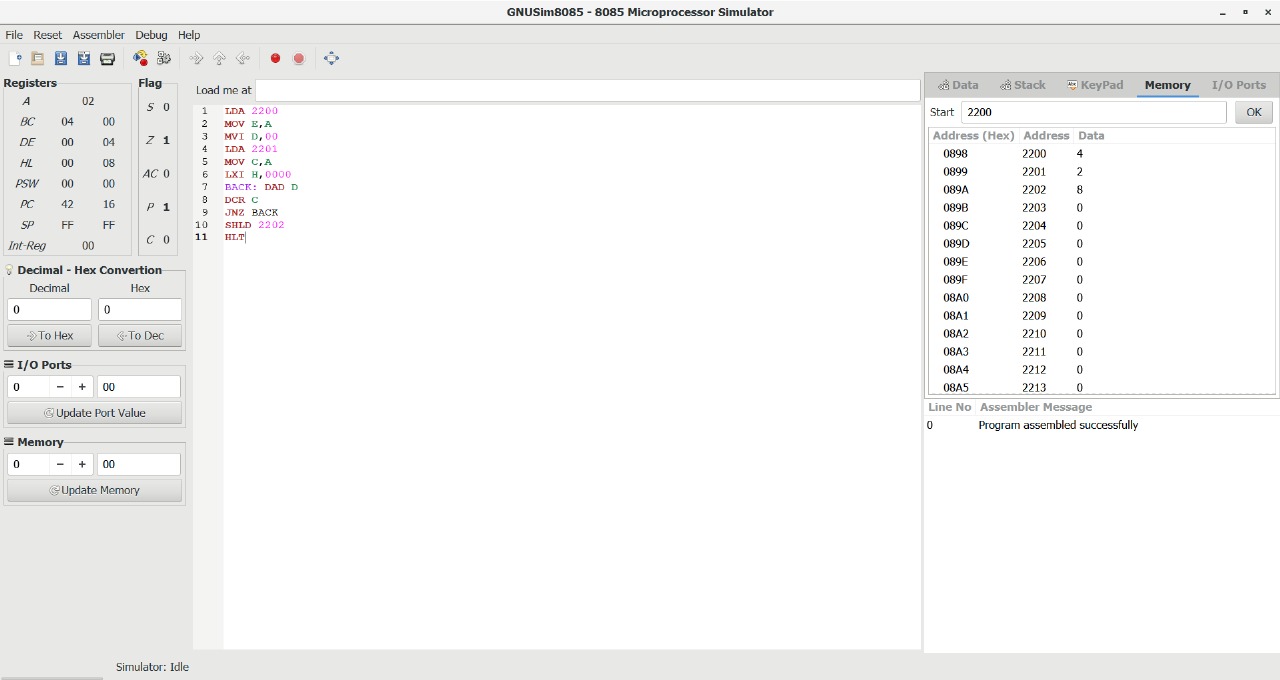 GNUSim8085 - 8085 Microprocessor Simulator
File Reset Assembler Debug Help
Registers
A 02
BC 04 00
DE 00 04
HL 00 08
PSW 00 00
PC 42 16
SP FF FF
Int-Reg 00
Flag
S 0
Z 1
AC 0
P 1
C 0
Decimal - Hex Convertion
Decimal Hex
0 0
To Hex To Dec
I/O Ports
0 - + 00
Update Port Value
Memory
0 - + 00
Update Memory
Load me at
1 LDA 2200
2 MOV E,A
3 MVI D,00
4 LDA 2201
5 MOV C,A
6 LXI H,0000
7 BACK: DAD D
8 DCR C
9 JNZ BACK
10 SHLD 2202
11 HLT
Data Stack KeyPad Memory I/O Ports
Start 2200 OK
Address (Hex) Address Data
0898 2200 4
0899 2201 2
089A 2202 8
089B 2203 0
089C 2204 0
089D 2205 0
089E 2206 0
089F 2207 0
08A0 2208 0
08A1 2209 0
08A2 2210 0
08A3 2211 0
08A4 2212 0
08A5 2213 0
Line No Assembler Message
0 Program assembled successfully
Simulator: Idle